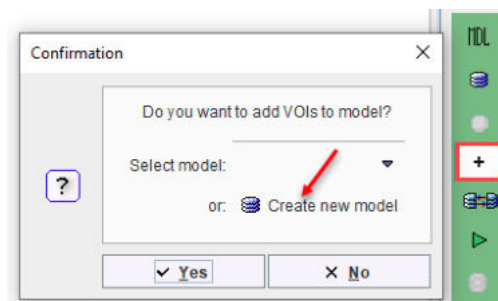 Confirmation
Do you want to add VOIs to model?
Select model:
or: Create new model
?
Yes
No
MDL
+